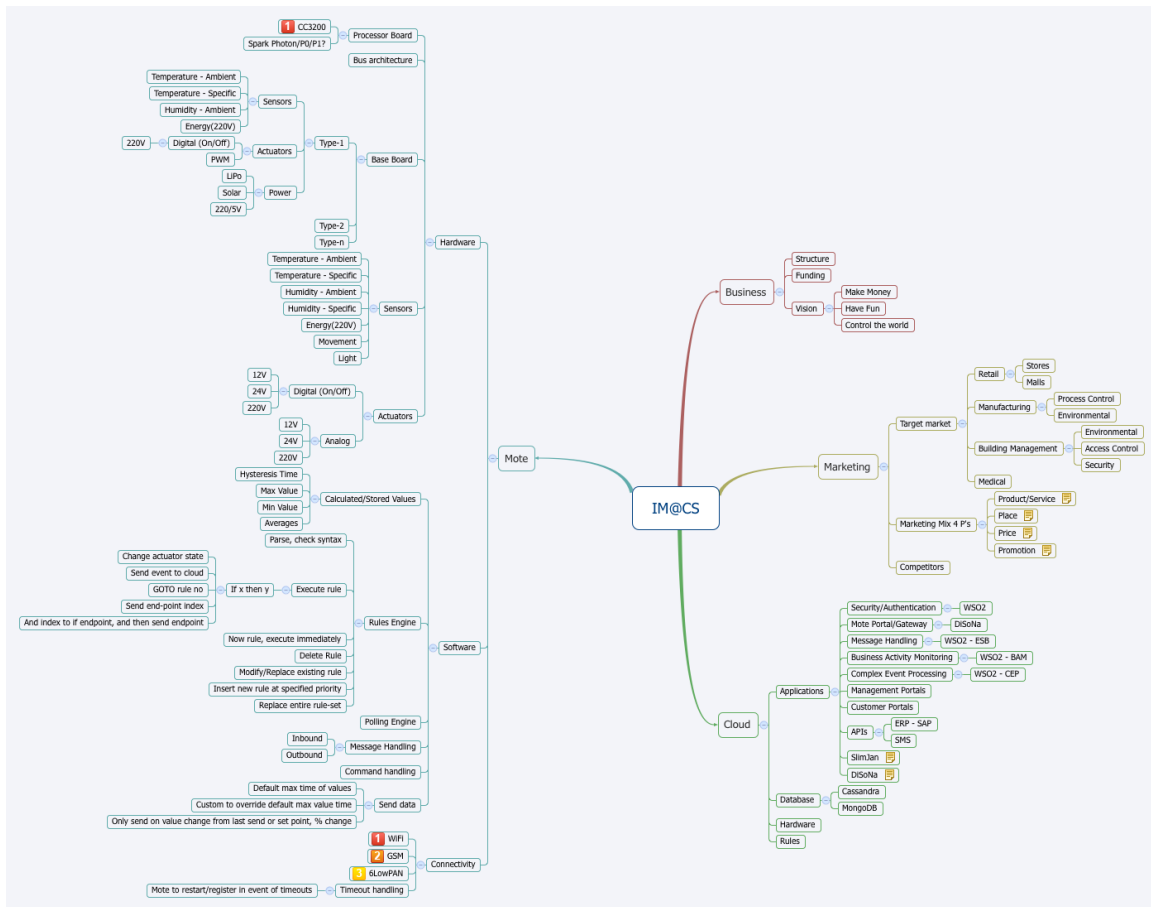 IM@CS
Mote
Hardware
Processor Board
1 CC3200
Spark Photon/P0/P1?
Bus architecture
Base Board
Type-1
Sensors
Temperature - Ambient
Temperature - Specific
Humidity - Ambient
Energy(220V)
Actuators
Digital (On/Off)
220V
PWM
Power
LiPo
Solar
220/5V
Type-2
Type-n
Sensors
Temperature - Ambient
Temperature - Specific
Humidity - Ambient
Humidity - Specific
Energy(220V)
Movement
Light
Actuators
Digital (On/Off)
12V
24V
220V
Analog
12V
24V
220V
Software
Calculated/Stored Values
Hysteresis Time
Max Value
Min Value
Averages
Rules Engine
Parse, check syntax
Execute rule
If x then y
Change actuator state
Send event to cloud
GOTO rule no
Send end-point index
And index to if endpoint, and then send endpoint
Now rule, execute immediately
Delete Rule
Modify/Replace existing rule
Insert new rule at specified priority
Replace entire rule-set
Polling Engine
Message Handling
Inbound
Outbound
Command handling
Send data
Default max time of values
Custom to override default max value time
Only send on value change from last send or set point, % change
Connectivity
1 WiFi
2 GSM
3 6LowPAN
Timeout handling
Mote to restart/register in event of timeouts
Business
Structure
Funding
Vision
Make Money
Have Fun
Control the world
Marketing
Target market
Retail
Stores
Malls
Manufacturing
Process Control
Environmental
Building Management
Environmental
Access Control
Security
Medical
Marketing Mix 4 P's
Product/Service
Place
Price
Promotion
Competitors
Cloud
Applications
Security/Authentication
WSO2
Mote Portal/Gateway
DiSoNa
Message Handling
WSO2 - ESB
Business Activity Monitoring
WSO2 - BAM
Complex Event Processing
WSO2 - CEP
Management Portals
Customer Portals
APIs
ERP - SAP
SMS
SlimJan
DiSoNa
Database
Cassandra
MongoDB
Hardware
Rules